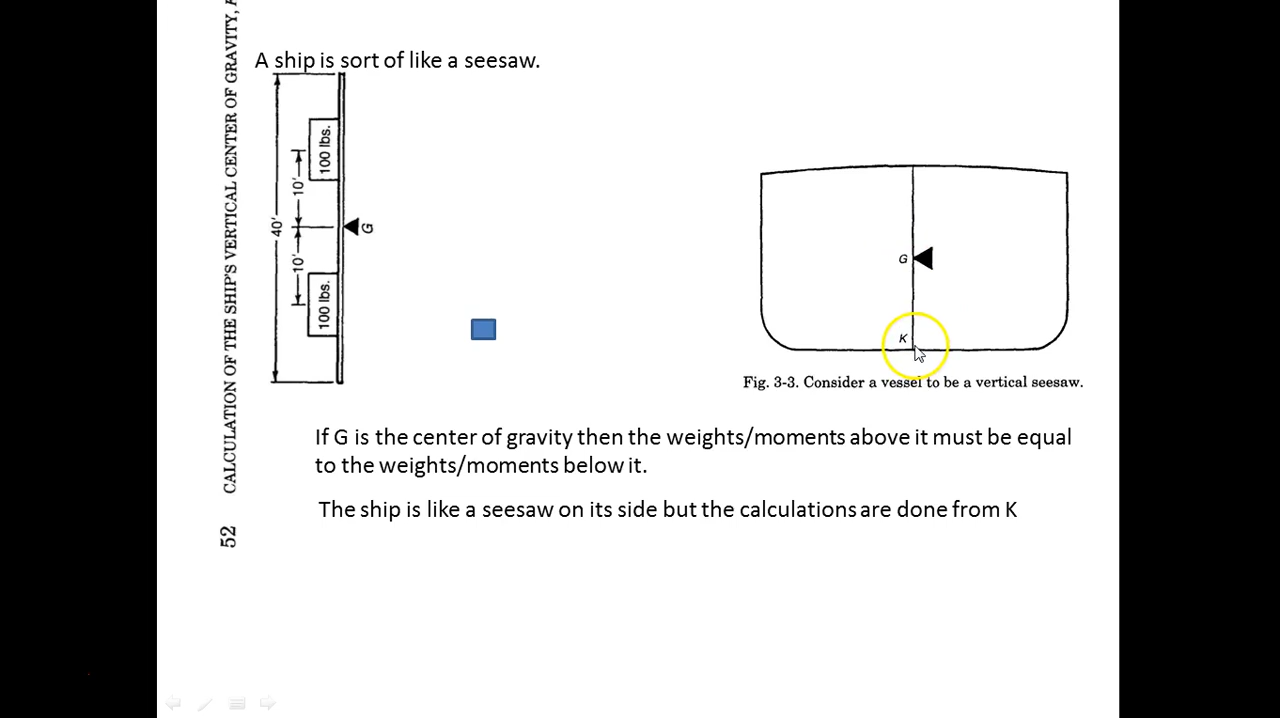 CALCULATION OF THE SHIP'S VERTICAL CENTER OF GRAVITY,
52
A ship is sort of like a seesaw.
40'
10'
10'
100 lbs.
100 lbs.
G
G
K
Fig. 3-3. Consider a vessel to be a vertical seesaw.
If G is the center of gravity then the weights/moments above it must be equal
to the weights/moments below it.
The ship is like a seesaw on its side but the calculations are done from K